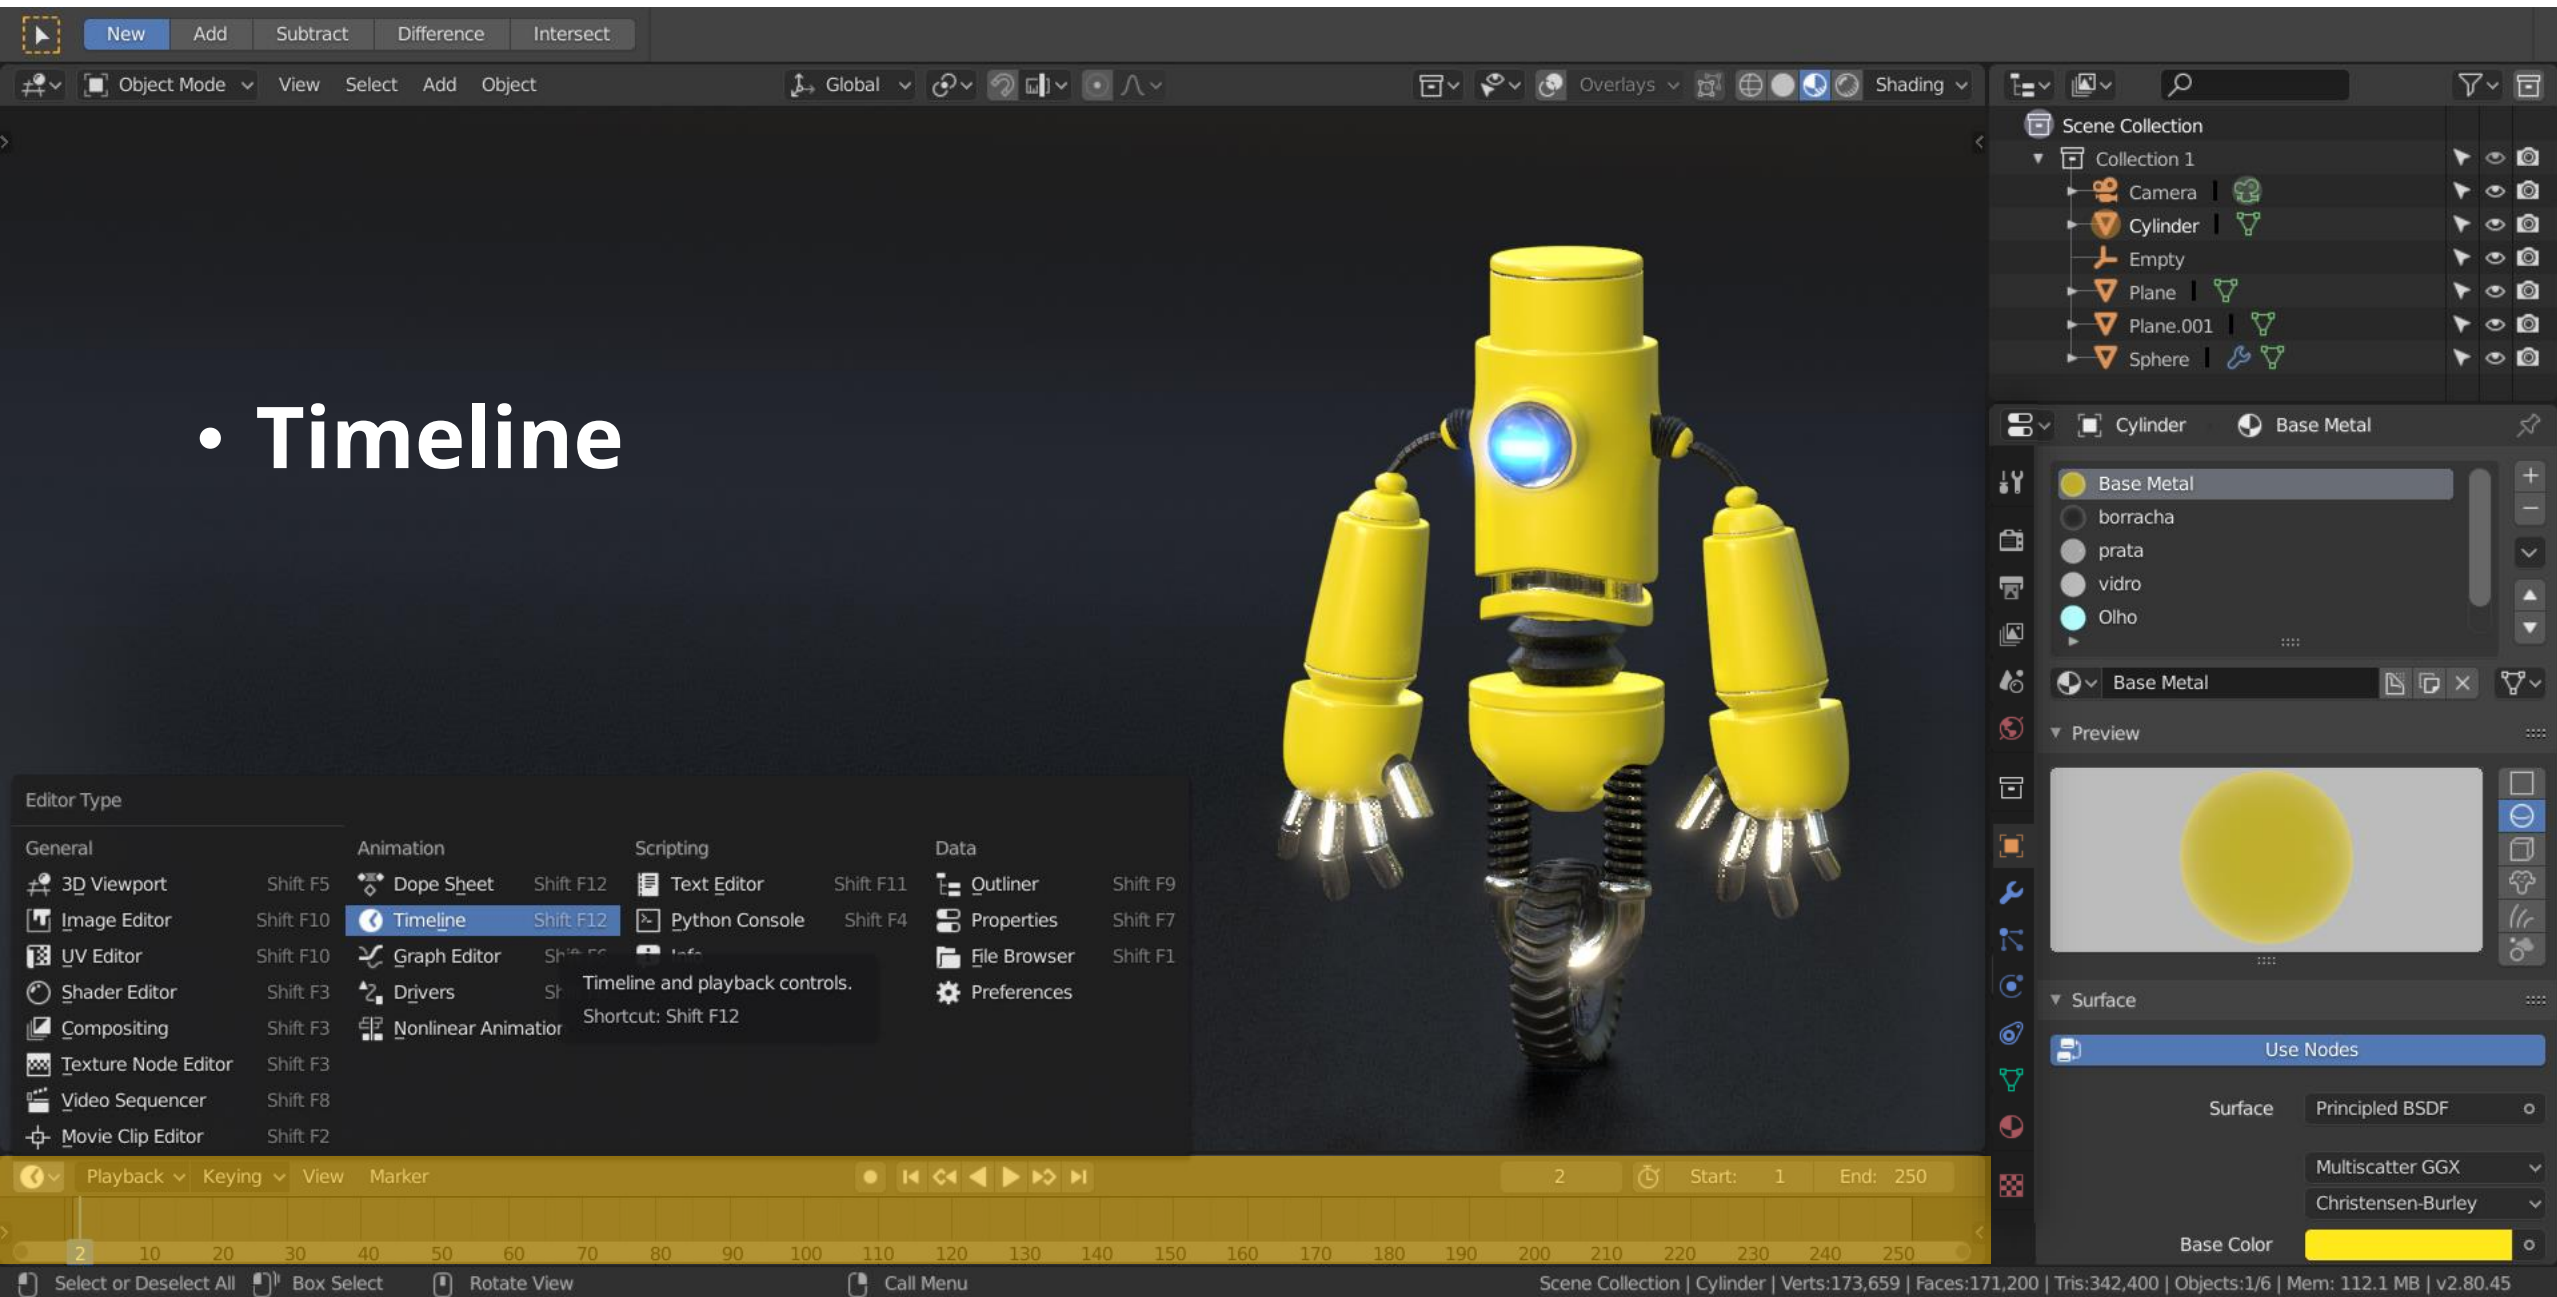 New Add Subtract Difference Intersect
Object Mode View Select Add Object Global Overlays Shading
Scene Collection
Collection 1
Camera
Cylinder
Empty
Plane
Plane.001
Sphere
• Timeline
Cylinder Base Metal
Base Metal
borracha
prata
vidro
Olho
Base Metal
Preview
Surface
Use Nodes
Surface Principled BSDF
Multiscatter GGX
Christensen-Burley
Base Color
Editor Type
General Animation Scripting Data
3D Viewport Shift F5 Dope Sheet Shift F12 Text Editor Shift F11 Outliner Shift F9
Image Editor Shift F10 Timeline Shift F12 Python Console Shift F4 Properties Shift F7
UV Editor Shift F10 Graph Editor File Browser Shift F1
Shader Editor Shift F3 Drivers Timeline and playback controls. Preferences
Shortcut: Shift F12
Compositing Shift F3 Nonlinear Animation
Texture Node Editor Shift F3
Video Sequencer Shift F8
Movie Clip Editor Shift F2
Playback Keying View Marker 2 Start: 1 End: 250
2 10 20 30 40 50 60 70 80 90 100 110 120 130 140 150 160 170 180 190 200 210 220 230 240 250
Select or Deselect All Box Select Rotate View Call Menu Scene Collection | Cylinder | Verts:173,659 | Faces:171,200 | Tris:342,400 | Objects:1/6 | Mem: 112.1 MB | v2.80.45